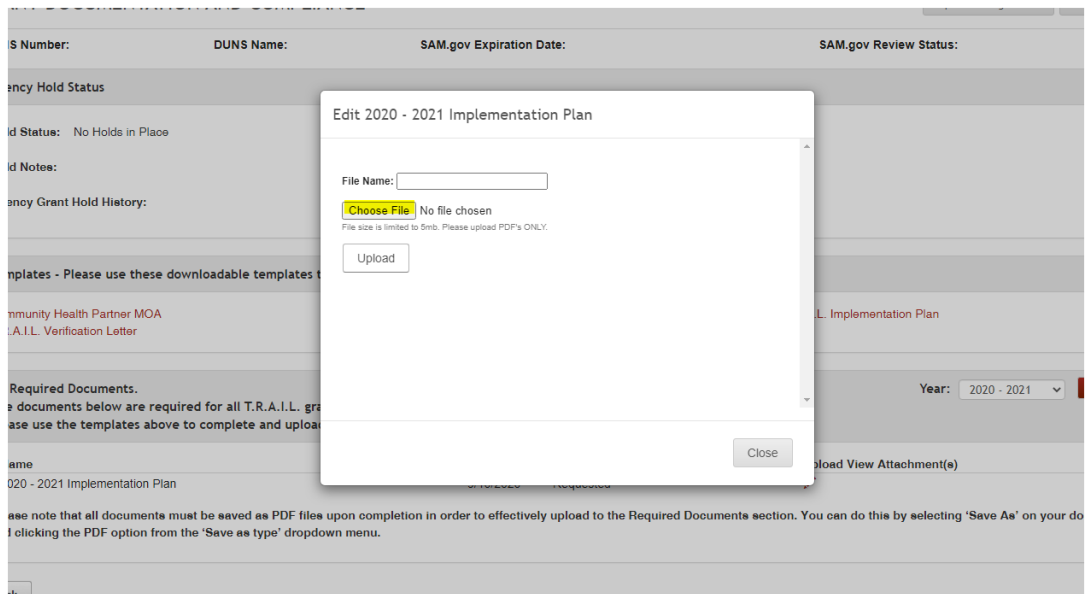 DOCUMENTATION AND COMPLIANCE
S Number: DUNS Name: SAM.gov Expiration Date: SAM.gov Review Status:
ency Hold Status
ld Status: No Holds in Place
ld Notes:
ency Grant Hold History:
Edit 2020 - 2021 Implementation Plan
File Name:
Choose File No file chosen
File size is limited to 5mb. Please upload PDF's ONLY.
Upload
Close
mplates - Please use these downloadable templates t
mmunity Health Partner MOA
.A.I.L. Verification Letter
.L. Implementation Plan
Required Documents.
e documents below are required for all T.R.A.I.L. gra
ase use the templates above to complete and uploa
Year: 2020 - 2021
ame
pload View Attachment(s)
020 - 2021 Implementation Plan
Requested
ase note that all documents must be saved as PDF files upon completion in order to effectively upload to the Required Documents section. You can do this by selecting ‘Save As’ on your do
d clicking the PDF option from the ‘Save as type’ dropdown menu.